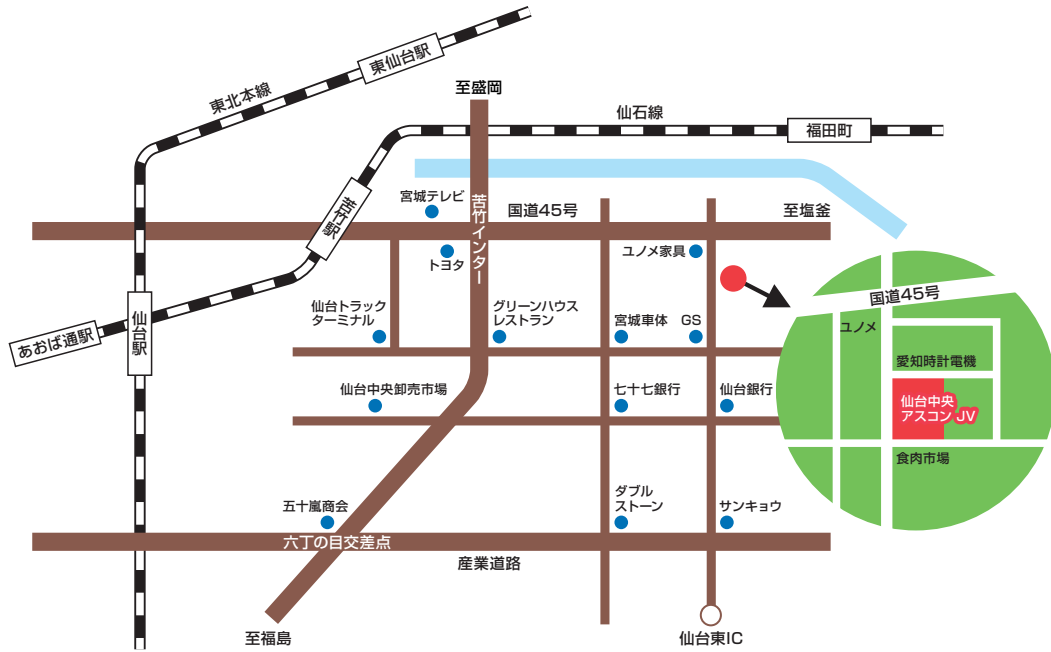 東仙台駅
東北本線
至盛岡
仙石線
福田町
宮城テレビ
苦竹インター
国道45号
至塩釜
苦竹駅
トヨタ
ユノメ家具
国道45号
仙台トラック
ターミナル
グリーンハウス
レストラン
宮城車体
GS
ユノメ
あおば通駅
仙台駅
愛知時計電機
仙台中央卸売市場
七十七銀行
仙台銀行
仙台中央
アスコンJV
食肉市場
五十嵐商会
ダブル
ストーン
サンキョウ
六丁の目交差点
産業道路
至福島
仙台東IC